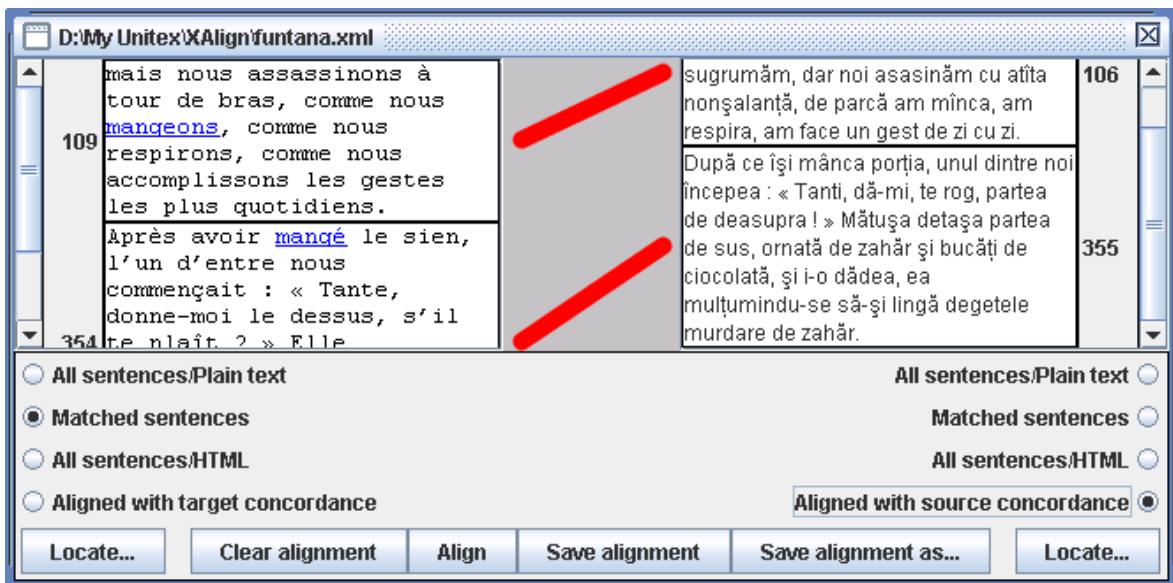 D:\My Unitex\XAlign\funtana.xml
mais nous assassinons à
tour de bras, comme nous
mangeons, comme nous
109
respirons, comme nous
accomplissons les gestes
les plus quotidiens.
Après avoir mangé le sien,
l'un d'entre nous
commençait : « Tante,
donne-moi le dessus, s'il
354
te plaît ? » Elle
sugrumăm, dar noi asasinăm cu atîta
106
nonşalanţă, de parcă am mînca, am
respira, am face un gest de zi cu zi.
După ce îşi mânca porţia, unul dintre noi
începea : « Tanti, dă-mi, te rog, partea
de deasupra ! » Mătuşa detaşa partea
de sus, ornată de zahăr şi bucăţi de
355
ciocolată, şi i-o dădea, ea
mulţumindu-se să-şi lingă degetele
murdare de zahăr.
All sentences/Plain text
Matched sentences
All sentences/HTML
Aligned with target concordance
All sentences/Plain text
Matched sentences
All sentences/HTML
Aligned with source concordance
Locate... Clear alignment Align Save alignment Save alignment as... Locate...